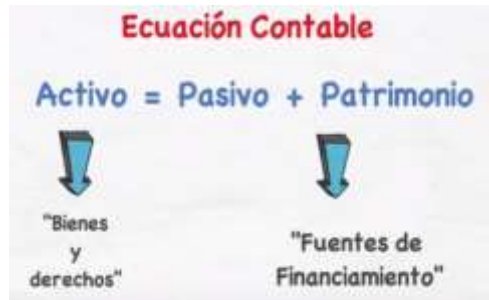 Ecuación Contable
Activo = Pasivo + Patrimonio
"Bienes
y
derechos"
"Fuentes de
Financiamiento"